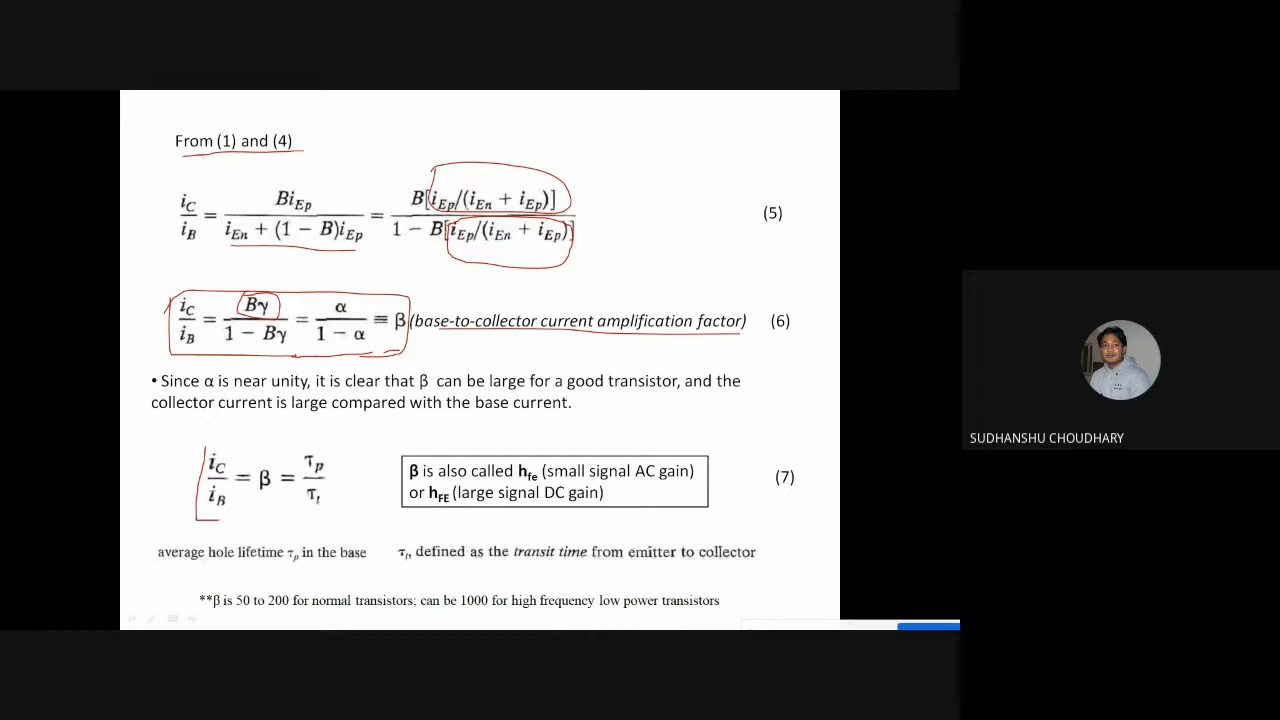 From (1) and (4)
i_C/i_B = Bi_Ep/(i_En + (1 − B)i_Ep) = B[i_Ep/(i_En + i_Ep)]/(1 − B[i_Ep/(i_En + i_Ep)]) (5)
i_C/i_B = Bγ/(1 − Bγ) = α/(1 − α) ≡ β (base-to-collector current amplification factor) (6)
• Since α is near unity, it is clear that β can be large for a good transistor, and the
collector current is large compared with the base current.
i_C/i_B = β = τ_p/τ_t (7)
β is also called h_fe (small signal AC gain)
or h_FE (large signal DC gain)
average hole lifetime τ_p in the base τ_t, defined as the transit time from emitter to collector
**β is 50 to 200 for normal transistors; can be 1000 for high frequency low power transistors
SUDHANSHU CHOUDHARY